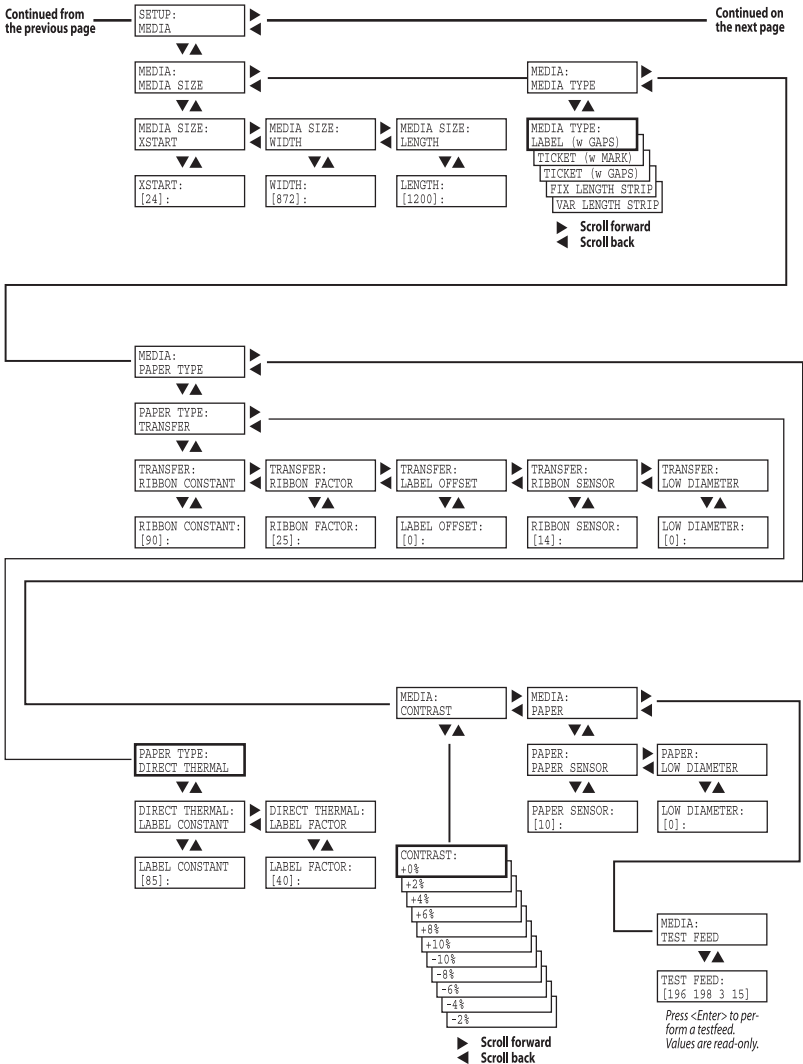 Continued from
the previous page
SETUP:
MEDIA
Continued on
the next page
MEDIA:
MEDIA SIZE
MEDIA:
MEDIA TYPE
MEDIA SIZE:
XSTART
MEDIA SIZE:
WIDTH
MEDIA SIZE:
LENGTH
MEDIA TYPE:
LABEL (w GAPS)
TICKET (w MARK)
TICKET (w GAPS)
FIX LENGTH STRIP
VAR LENGTH STRIP
XSTART:
[24]:
WIDTH:
[872]:
LENGTH:
[1200]:
Scroll forward
Scroll back
MEDIA:
PAPER TYPE
PAPER TYPE:
TRANSFER
TRANSFER:
RIBBON CONSTANT
TRANSFER:
RIBBON FACTOR
TRANSFER:
LABEL OFFSET
TRANSFER:
RIBBON SENSOR
TRANSFER:
LOW DIAMETER
RIBBON CONSTANT:
[90]:
RIBBON FACTOR:
[25]:
LABEL OFFSET:
[0]:
RIBBON SENSOR:
[14]:
LOW DIAMETER:
[0]:
MEDIA:
CONTRAST
MEDIA:
PAPER
PAPER TYPE:
DIRECT THERMAL
PAPER:
PAPER SENSOR
PAPER:
LOW DIAMETER
DIRECT THERMAL:
LABEL CONSTANT
DIRECT THERMAL:
LABEL FACTOR
PAPER SENSOR:
[10]:
LOW DIAMETER:
[0]:
LABEL CONSTANT
[85]:
LABEL FACTOR:
[40]:
CONTRAST:
+0%
+2%
+4%
+6%
+8%
+10%
-10%
-8%
-6%
-4%
-2%
Scroll forward
Scroll back
MEDIA:
TEST FEED
TEST FEED:
[196 198 3 15]
Press <Enter> to per-
form a testfeed.
Values are read-only.